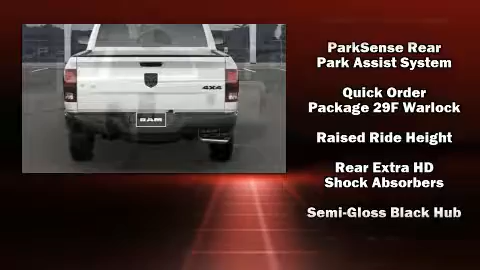 ParkSense Rear
Park Assist System
Quick Order
Package 29F Warlock
Raised Ride Height
Rear Extra HD
Shock Absorbers
Semi-Gloss Black Hub
4X4
RAM